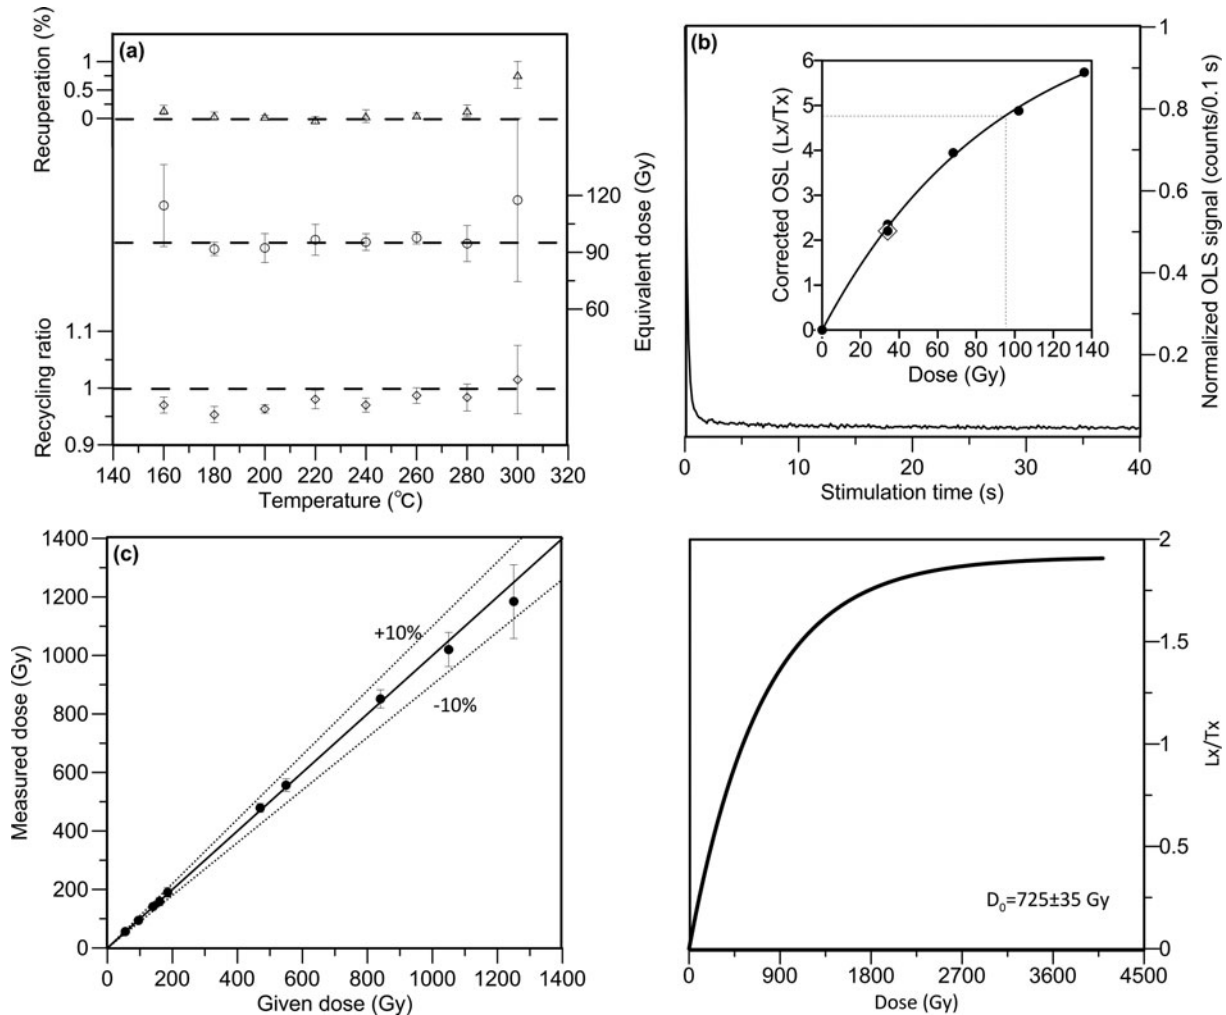 (a)
Recuperation (%)
1
0.5
0
Equivalent dose (Gy)
120
90
60
Recycling ratio
1.1
1
0.9
140 160 180 200 220 240 260 280 300 320
Temperature (℃)
(b)
Normalized OLS signal (counts/0.1 s)
1
0.8
0.6
0.4
0.2
Corrected OSL (Lx/Tx)
6
5
4
3
2
1
0
0 20 40 60 80 100 120 140
Dose (Gy)
0 10 20 30 40
Stimulation time (s)
(c)
Measured dose (Gy)
1400
1200
1000
800
600
400
200
0
+10%
-10%
0 200 400 600 800 1000 1200 1400
Given dose (Gy)
2
1.5
1
0.5
0
Lx/Tx
D₀=725±35 Gy
0 900 1800 2700 3600 4500
Dose (Gy)